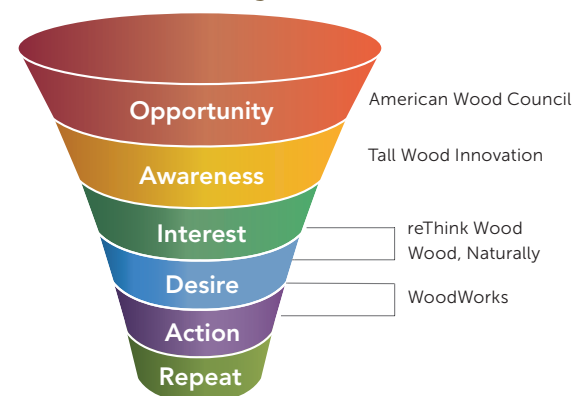 Opportunity
American Wood Council
Awareness
Tall Wood Innovation
Interest
reThink Wood
Wood, Naturally
Desire
WoodWorks
Action
Repeat